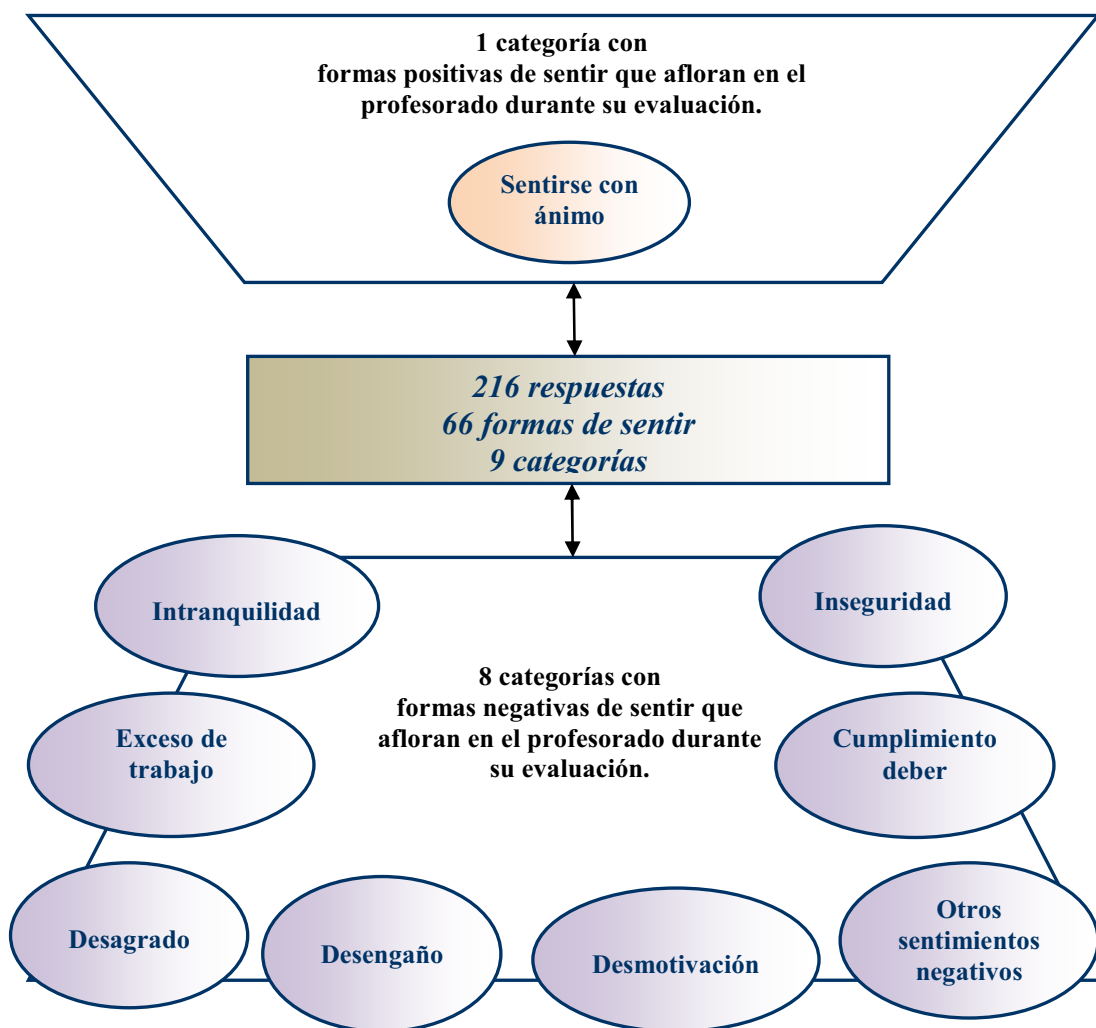 1 categoría con
formas positivas de sentir que afloran en el
profesorado durante su evaluación.
Sentirse con
ánimo
216 respuestas
66 formas de sentir
9 categorías
Intranquilidad
Inseguridad
8 categorías con
formas negativas de sentir que
afloran en el profesorado durante
su evaluación.
Exceso de
trabajo
Cumplimiento
deber
Desagrado
Desengaño
Desmotivación
Otros
sentimientos
negativos